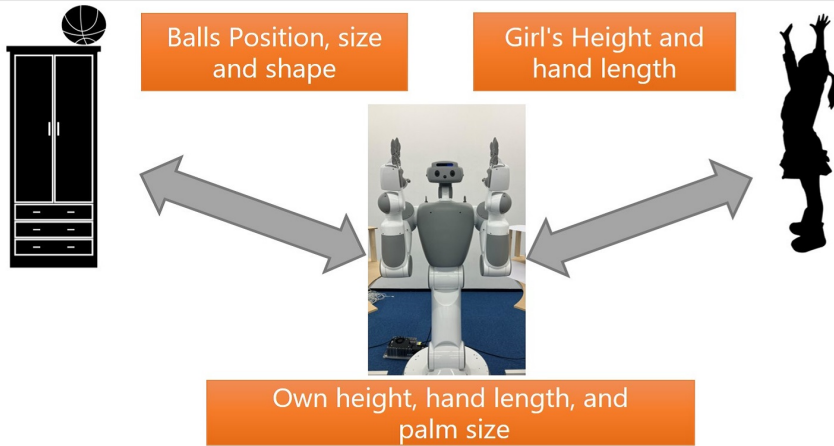 Balls Position, size
and shape
Girl's Height and
hand length
Own height, hand length, and
palm size